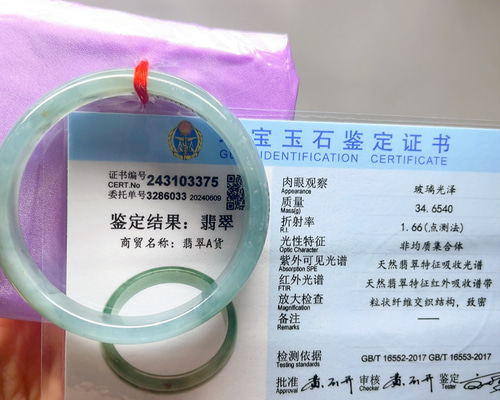 宝玉石鉴定证书
IDENTIFICATION CERTIFICATE
证书编号
CERT.No 243103375
委托单号 3286033 20240609
鉴定结果：翡翠
商贸名称：翡翠A货
肉眼观察
Appearance
玻璃光泽
质量
Mass(g)
34.6540
折射率
R.I.
1.66(点测法)
光性特征
Optic Character
非均质集合体
紫外可见光谱
Absorption SPE
天然翡翠特征吸收光谱
红外光谱
FTIR
天然翡翠特征红外吸收谱带
放大检查
Magnification
粒状纤维交织结构，致密
备注
Remarks
——
检测依据
Testing standards
GB/T 16552-2017 GB/T 16553-2017
批准
Approver
审核
Checker
鉴定
Tester